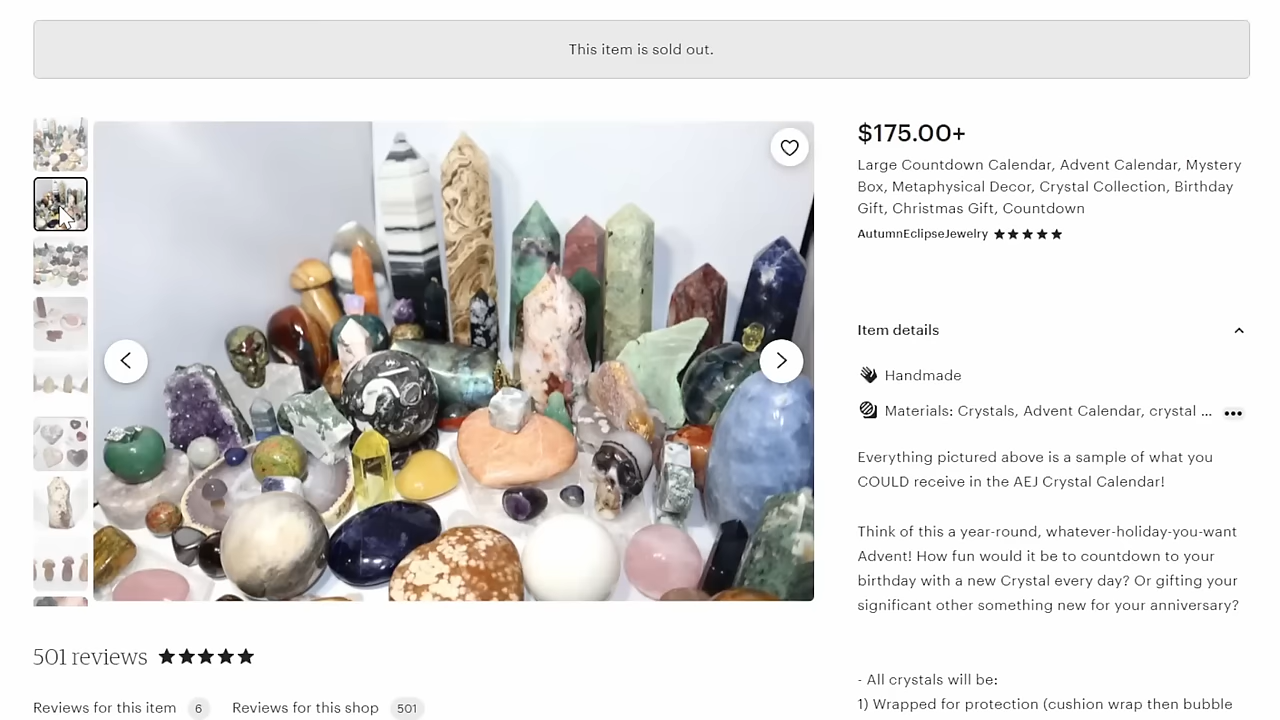 This item is sold out.
$175.00+
Large Countdown Calendar, Advent Calendar, Mystery
Box, Metaphysical Decor, Crystal Collection, Birthday
Gift, Christmas Gift, Countdown
AutumnEclipseJewelry
Item details
Handmade
Materials: Crystals, Advent Calendar, crystal ...
Everything pictured above is a sample of what you
COULD receive in the AEJ Crystal Calendar!
Think of this a year-round, whatever-holiday-you-want
Advent! How fun would it be to countdown to your
birthday with a new Crystal every day? Or gifting your
significant other something new for your anniversary?
- All crystals will be:
1) Wrapped for protection (cushion wrap then bubble
501 reviews
Reviews for this item 6 Reviews for this shop 501